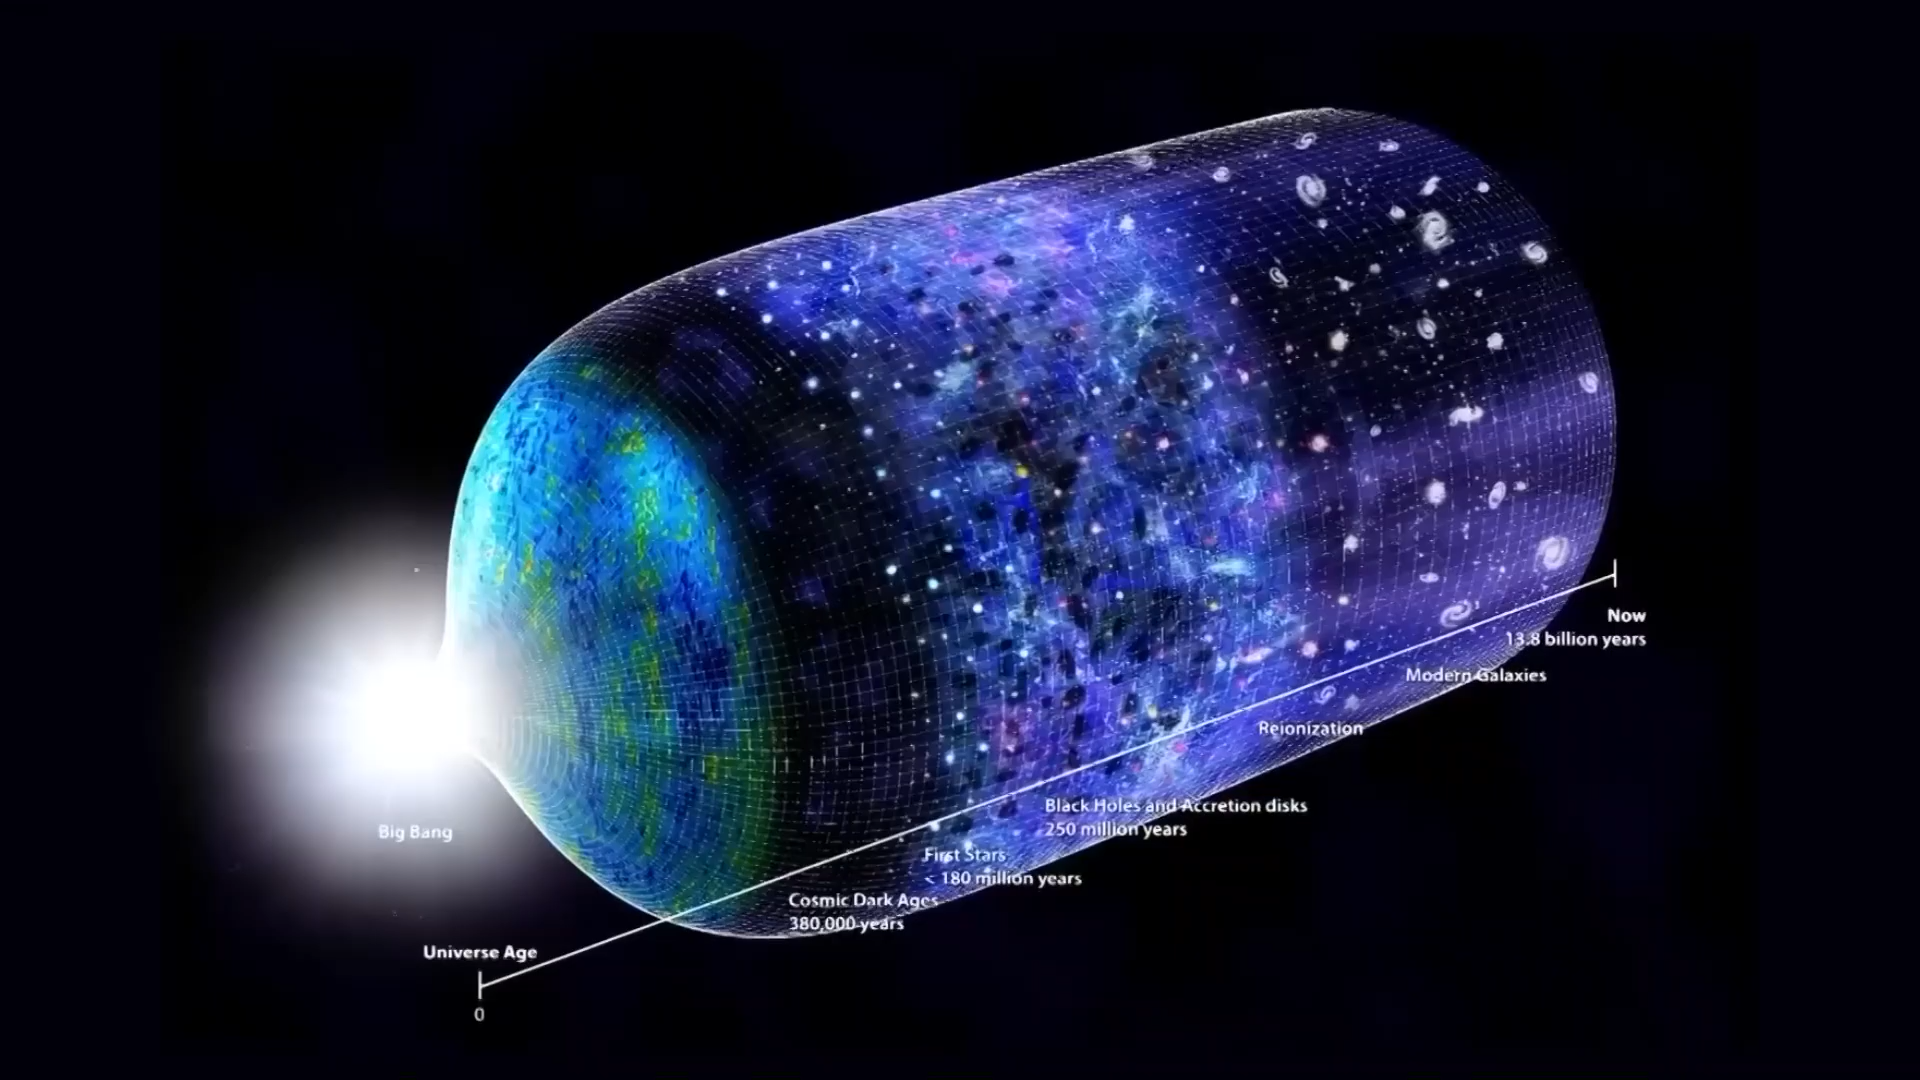 Big Bang
Universe Age
0
Cosmic Dark Ages
380,000 years
First Stars
< 180 million years
Black Holes and Accretion disks
250 million years
Reionization
Modern Galaxies
Now
13.8 billion years